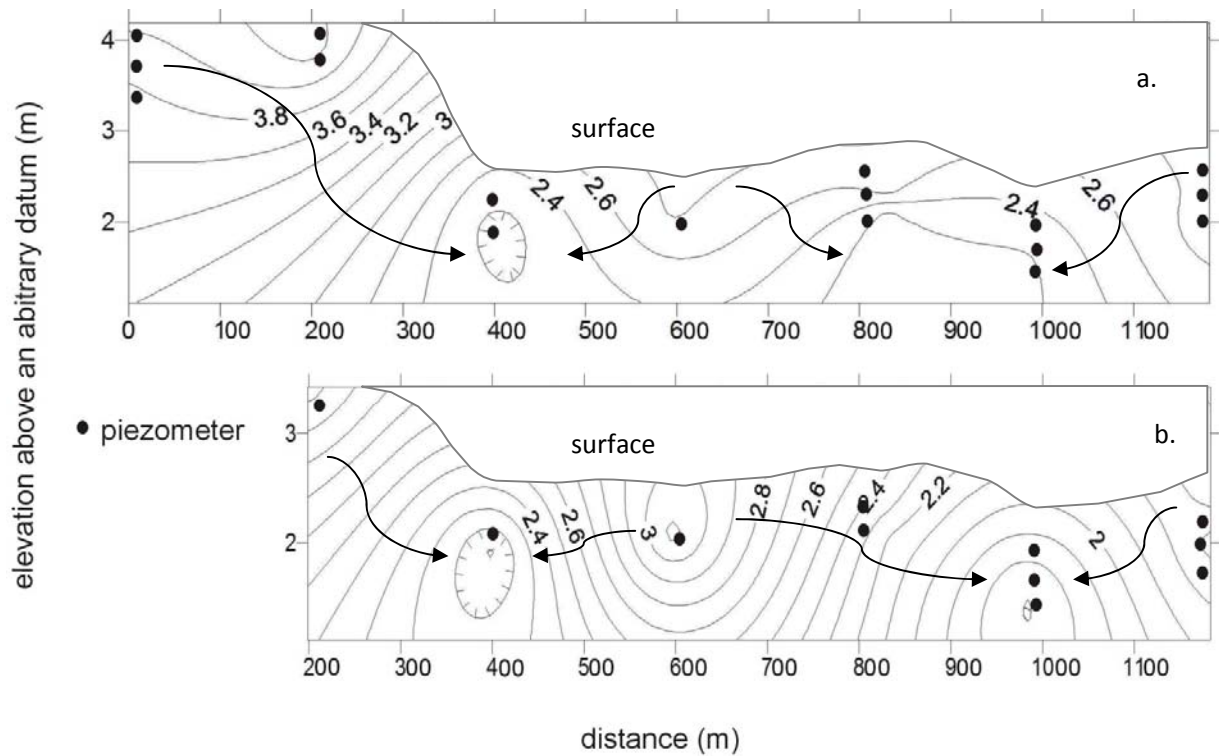 elevation above an abitrary datum (m)
a.
4
3
2
surface
3.8
3.6
3.4
3.2
3
2.4
2.6
2.4
2.6
0 100 200 300 400 500 600 700 800 900 1000 1100
piezometer
b.
3
2
surface
2.4
2.6
3
2.8
2.6
2.4
2.2
2
200 300 400 500 600 700 800 900 1000 1100
distance (m)